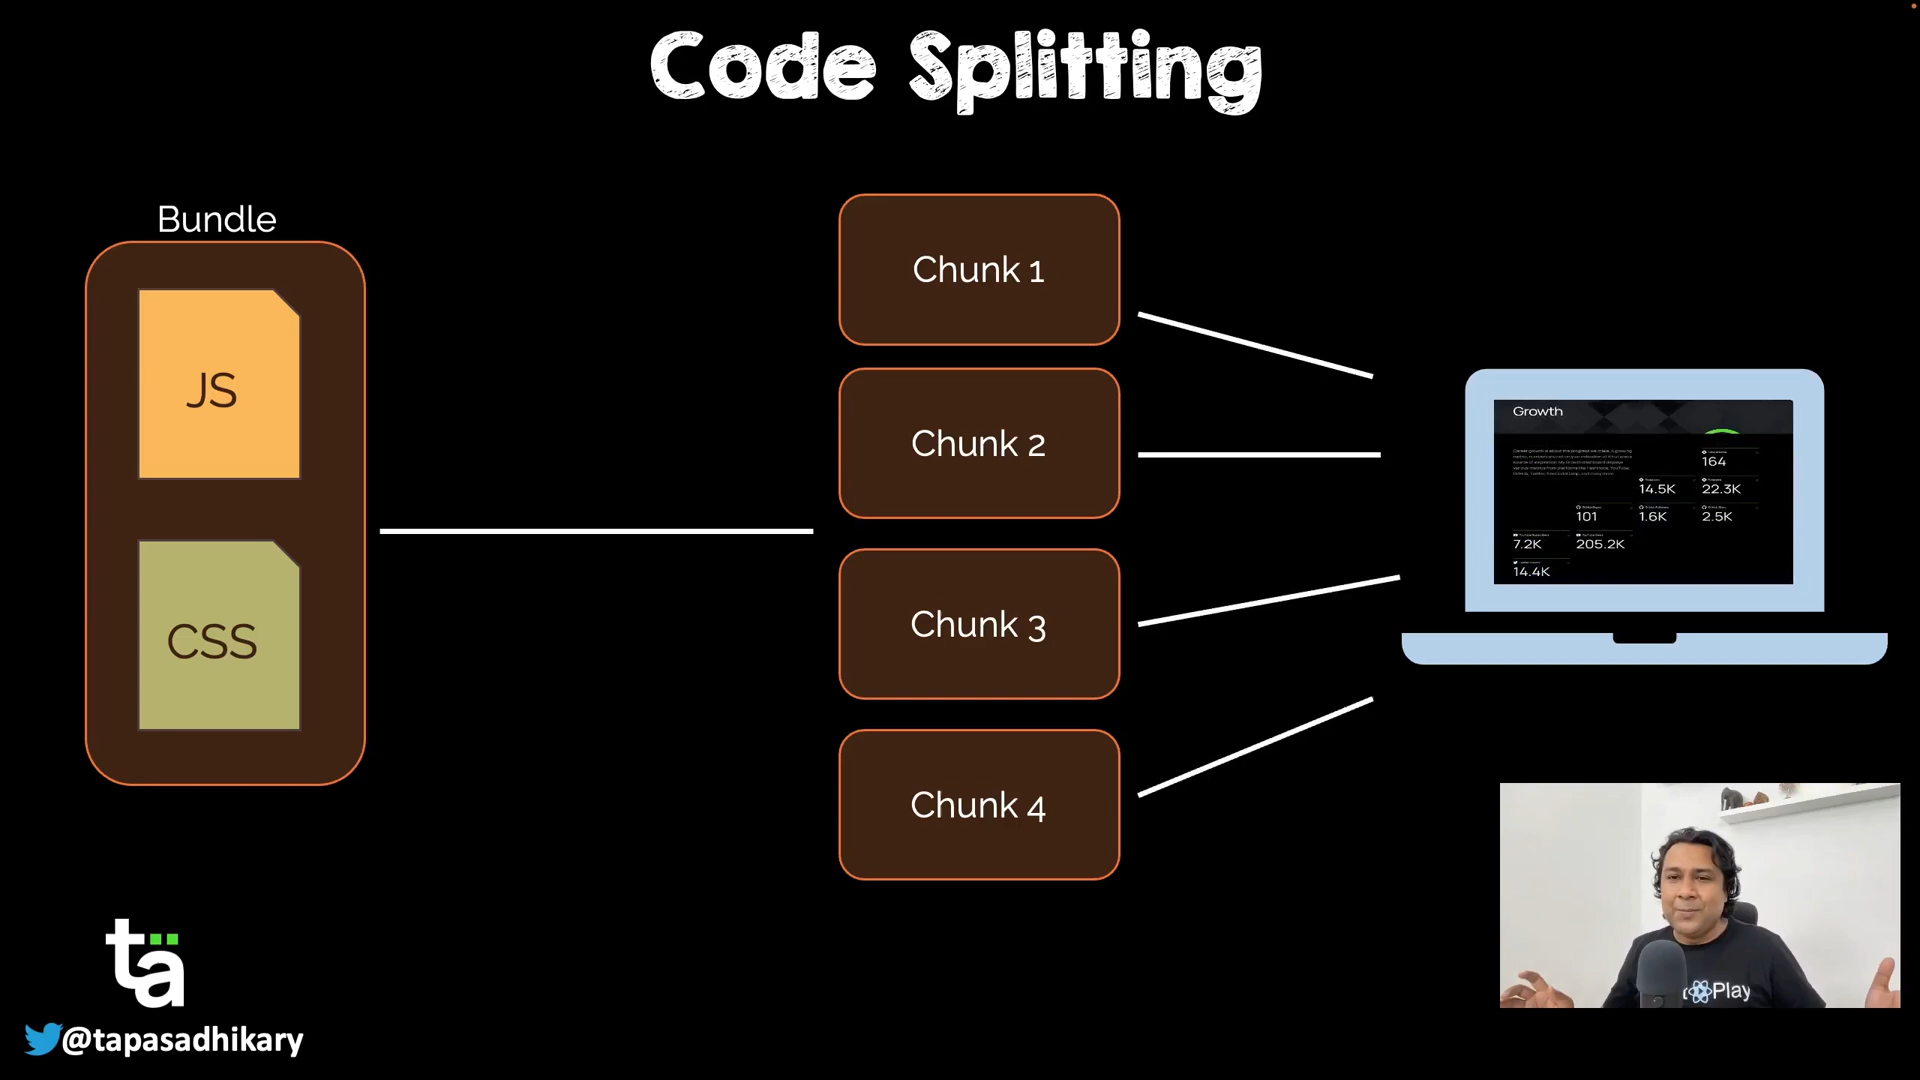 Code Splitting
Bundle
JS
CSS
Chunk 1
Chunk 2
Chunk 3
Chunk 4
Growth
164
14.5K 22.3K
101 1.6K 2.5K
7.2K 205.2K
14.4K
Play
ta
@tapasadhikary